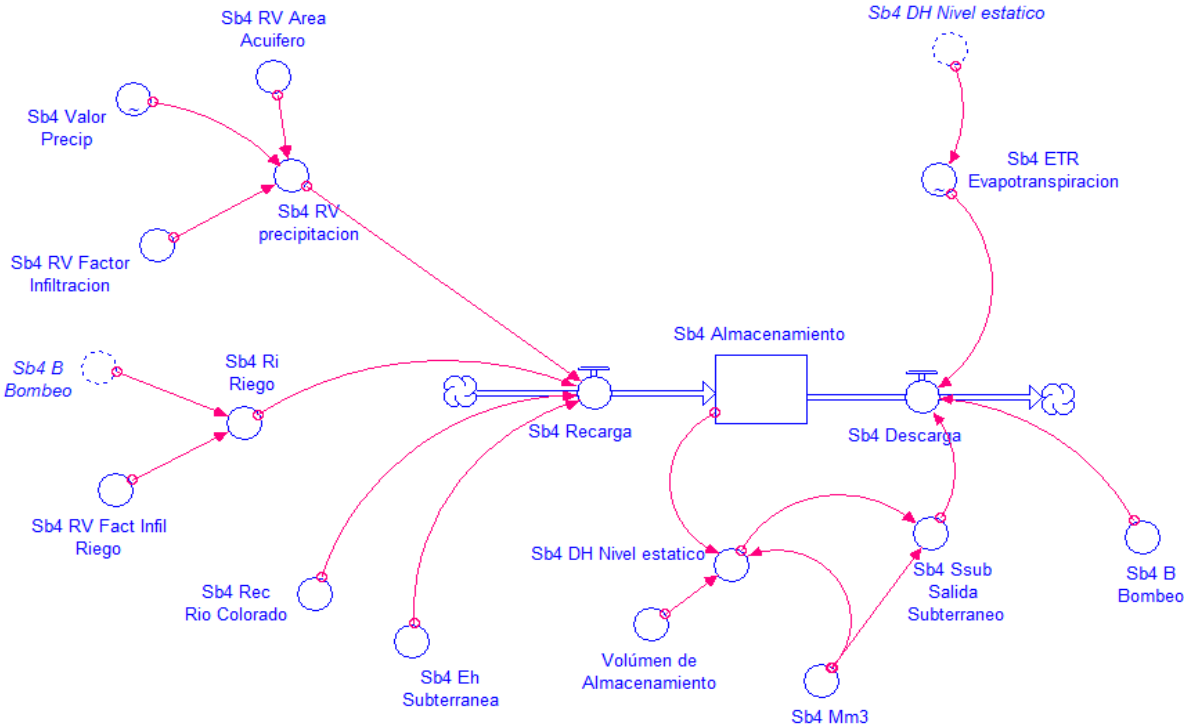 Sb4 DH Nivel estatico
Sb4 RV Area
Acuifero
Sb4 Valor
Precip
Sb4 ETR
Evapotranspiracion
Sb4 RV
precipitacion
Sb4 RV Factor
Infiltracion
Sb4 Almacenamiento
Sb4 B
Bombeo
Sb4 Ri
Riego
Sb4 Recarga
Sb4 Descarga
Sb4 RV Fact Infil
Riego
Sb4 DH Nivel estatico
Sb4 Ssub
Salida
Subterraneo
Sb4 B
Bombeo
Sb4 Rec
Rio Colorado
Volúmen de
Almacenamiento
Sb4 Eh
Subterranea
Sb4 Mm3
~
~